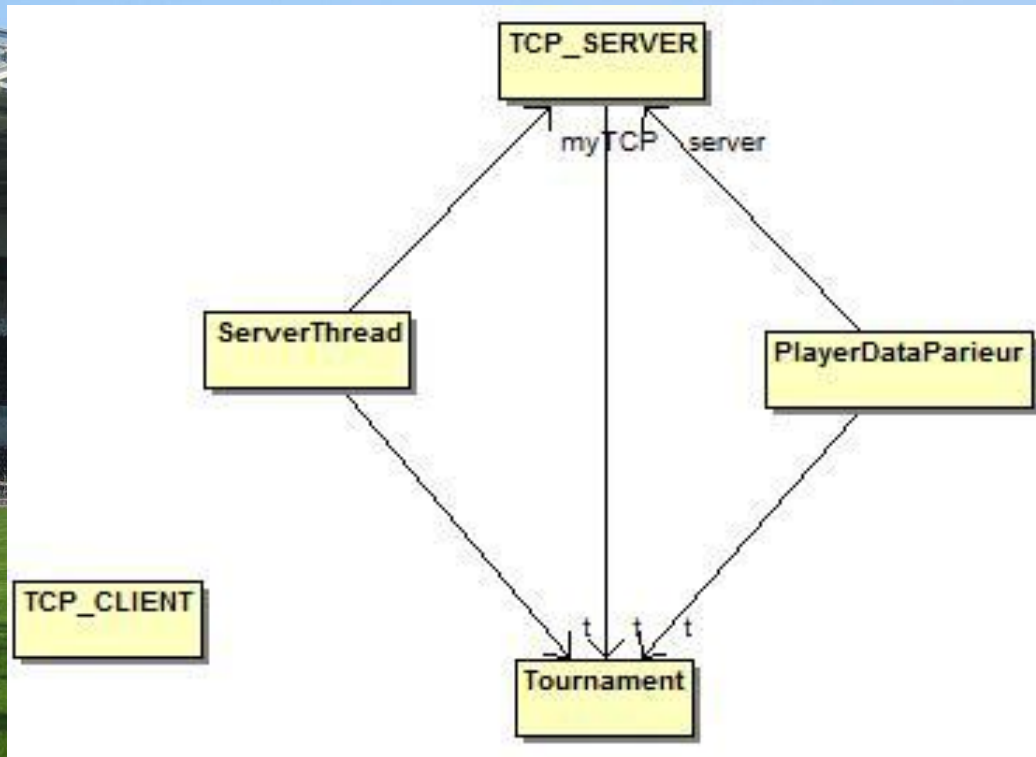 TCP_SERVER
myTCP
server
ServerThread
PlayerDataParieur
TCP_CLIENT
t
t
t
Tournament